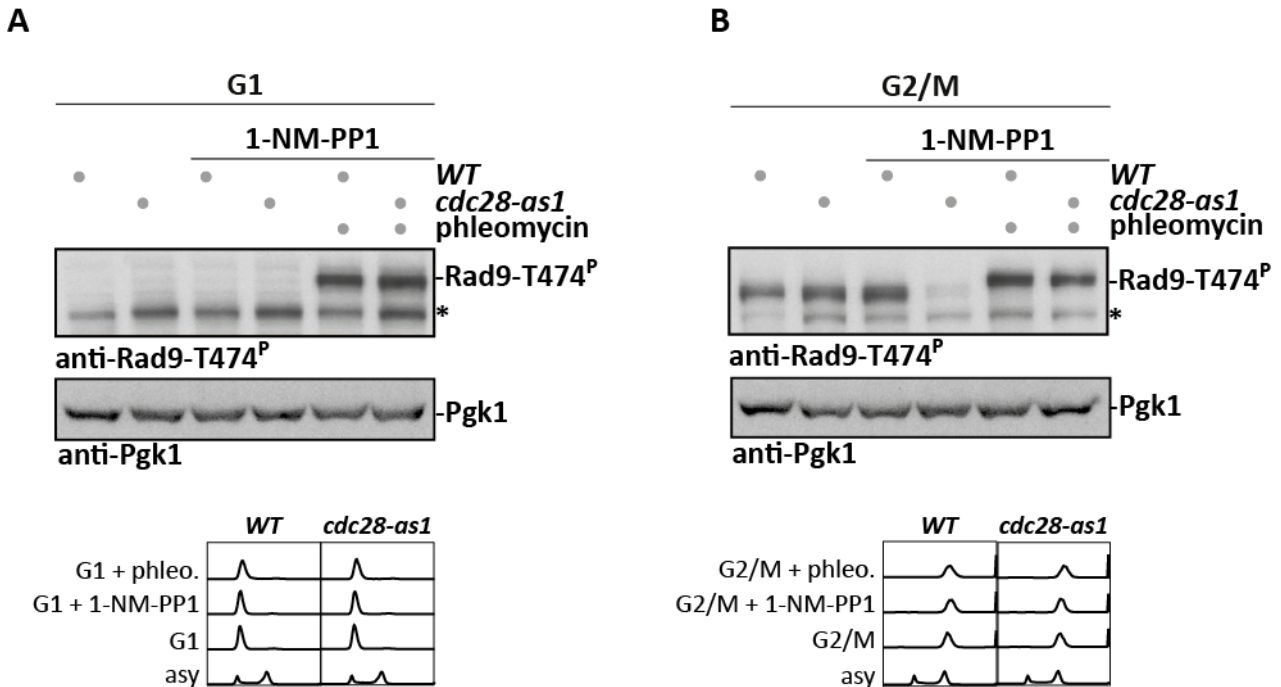 A
G1
1-NM-PP1
WT
cdc28-as1
phleomycin
-Rad9-T474P
*
anti-Rad9-T474P
-Pgk1
anti-Pgk1
WT cdc28-as1
G1 + phleo.
G1 + 1-NM-PP1
G1
asy
B
G2/M
1-NM-PP1
WT
cdc28-as1
phleomycin
-Rad9-T474P
*
anti-Rad9-T474P
-Pgk1
anti-Pgk1
WT cdc28-as1
G2/M + phleo.
G2/M + 1-NM-PP1
G2/M
asy